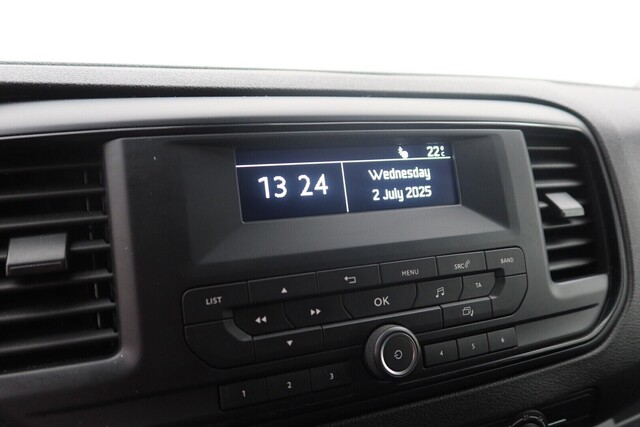 22°C
13 24
Wednesday
2 July 2025
LIST
MENU
SRC
BAND
OK
TA
1 2 3
4 5 6